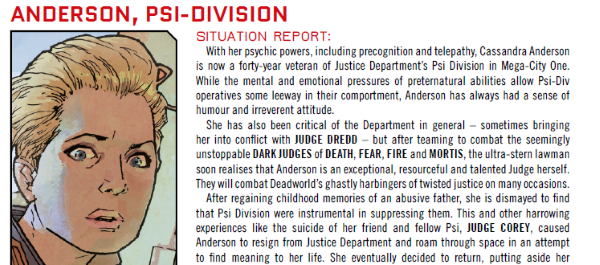 ANDERSON, PSI-DIVISION
SITUATION REPORT:
With her psychic powers, including precognition and telepathy, Cassandra Anderson
is now a forty-year veteran of Justice Department's Psi Division in Mega-City One.
While the mental and emotional pressures of preternatural abilities allow Psi-Div
operatives some leeway in their comportment, Anderson has always had a sense of
humour and irreverent attitude.
She has also been critical of the Department in general – sometimes bringing
her into conflict with JUDGE DREDD – but after teaming to combat the seemingly
unstoppable DARK JUDGES of DEATH, FEAR, FIRE and MORTIS, the ultra-stern lawman
soon realises that Anderson is an exceptional, resourceful and talented Judge herself.
They will combat Deadworld's ghastly harbingers of twisted justice on many occasions.
After regaining childhood memories of an abusive father, she is dismayed to find
that Psi Division were instrumental in suppressing them. This and other harrowing
experiences like the suicide of her friend and fellow Psi, JUDGE COREY, caused
Anderson to resign from Justice Department and roam through space in an attempt
to find meaning to her life. She eventually decided to return, putting aside her